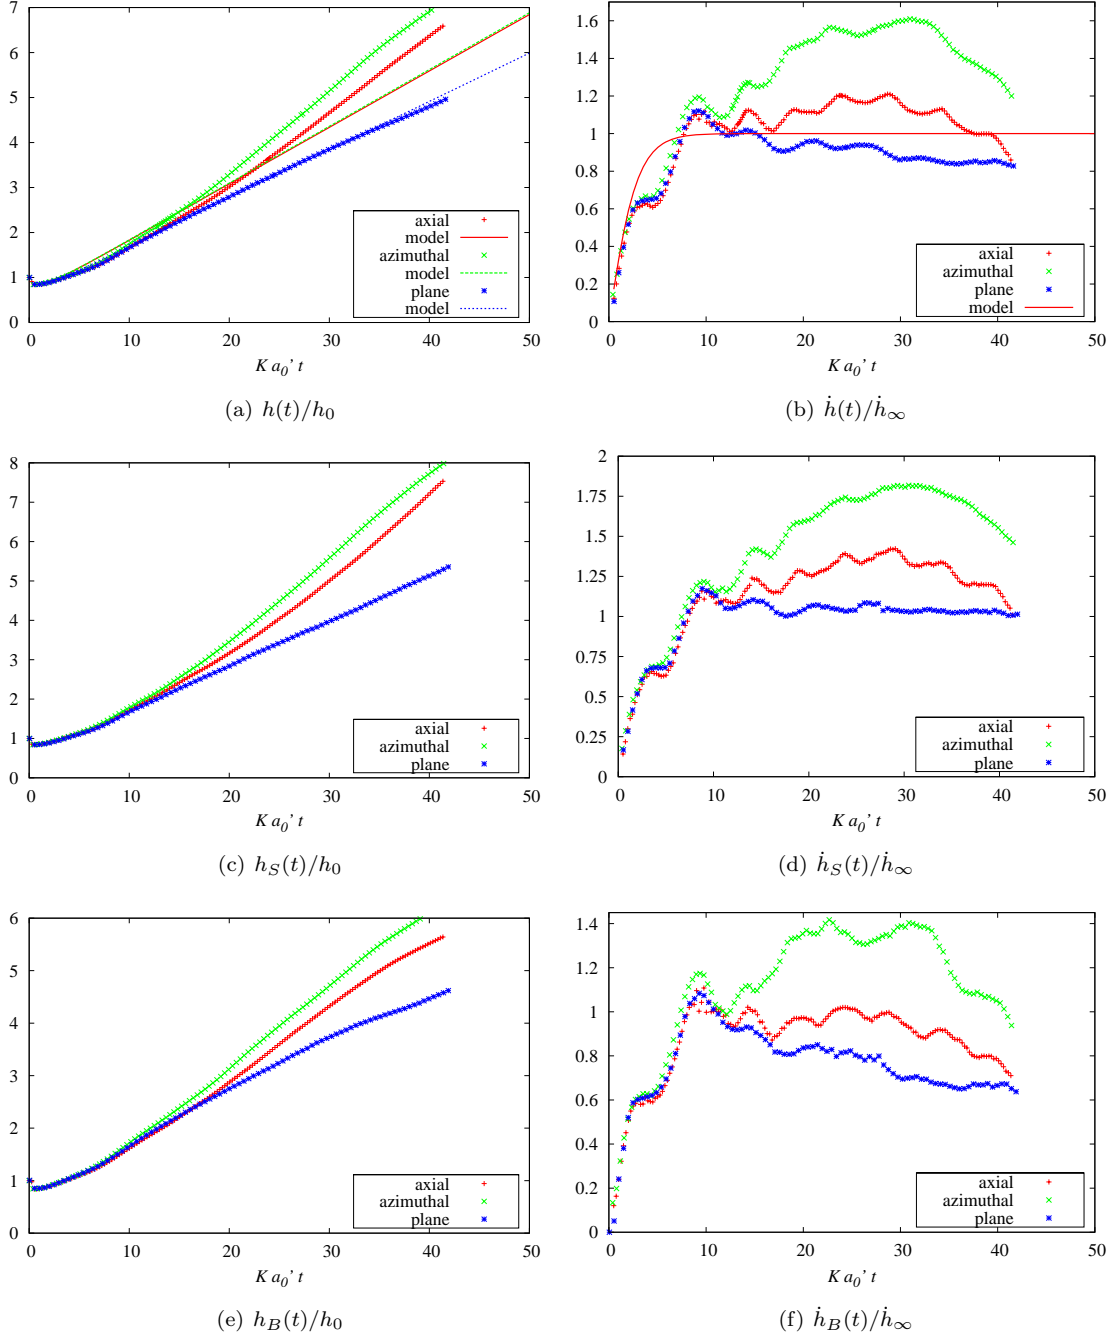 7
6
5
4
3
2
1
0
0 10 20 30 40 50
K a0' t
axial
model
azimuthal
model
plane
model
(a) h(t)/h0
1.6
1.4
1.2
1
0.8
0.6
0.4
0.2
0
0 10 20 30 40 50
K a0' t
axial
azimuthal
plane
model
(b) ḣ(t)/ḣ∞
8
7
6
5
4
3
2
1
0
0 10 20 30 40 50
K a0' t
axial
azimuthal
plane
(c) hS(t)/h0
2
1.75
1.5
1.25
1
0.75
0.5
0.25
0
0 10 20 30 40 50
K a0' t
axial
azimuthal
plane
(d) ḣS(t)/ḣ∞
6
5
4
3
2
1
0
0 10 20 30 40 50
K a0' t
axial
azimuthal
plane
(e) hB(t)/h0
1.4
1.2
1
0.8
0.6
0.4
0.2
0
0 10 20 30 40 50
K a0' t
axial
azimuthal
plane
(f) ḣB(t)/ḣ∞